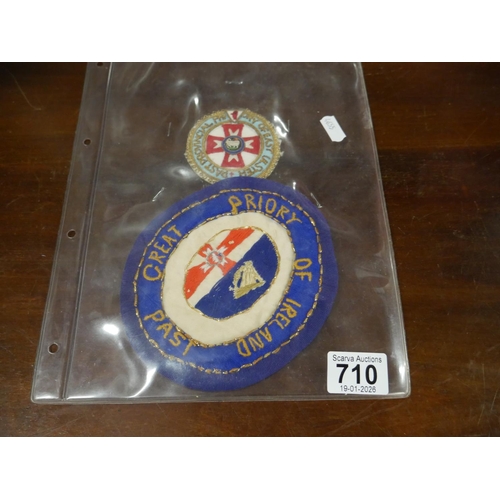 GREAT PRIORY OF IRELAND
PAST
Scarva Auctions
710
19-01-2026